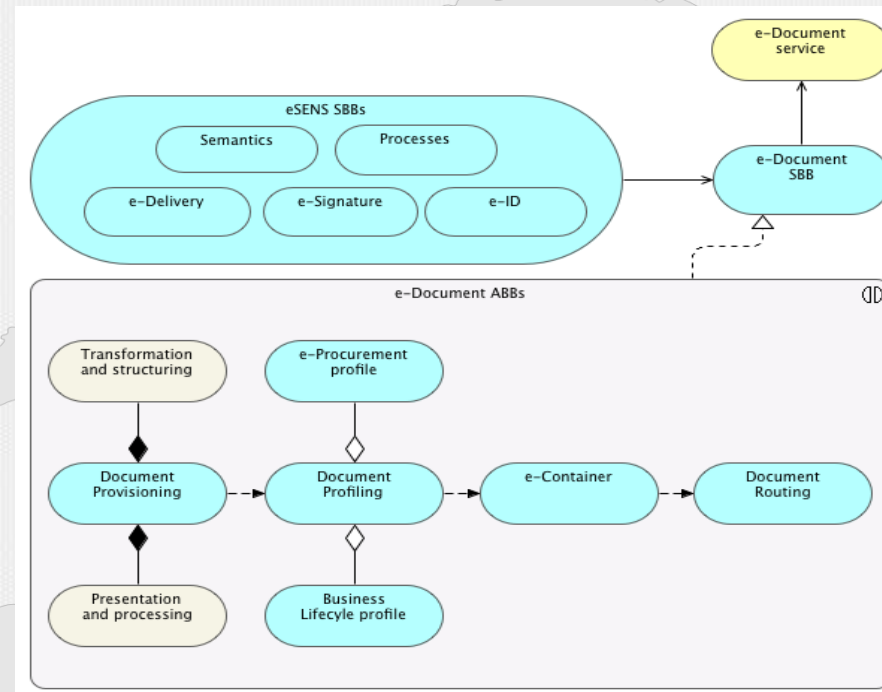 e-Document
service
eSENS SBBs
Semantics
Processes
e-Document
SBB
e-Delivery
e-Signature
e-ID
e-Document ABBs
Transformation
and structuring
e-Procurement
profile
Document
Provisioning
Document
Profiling
e-Container
Document
Routing
Presentation
and processing
Business
Lifecyle profile